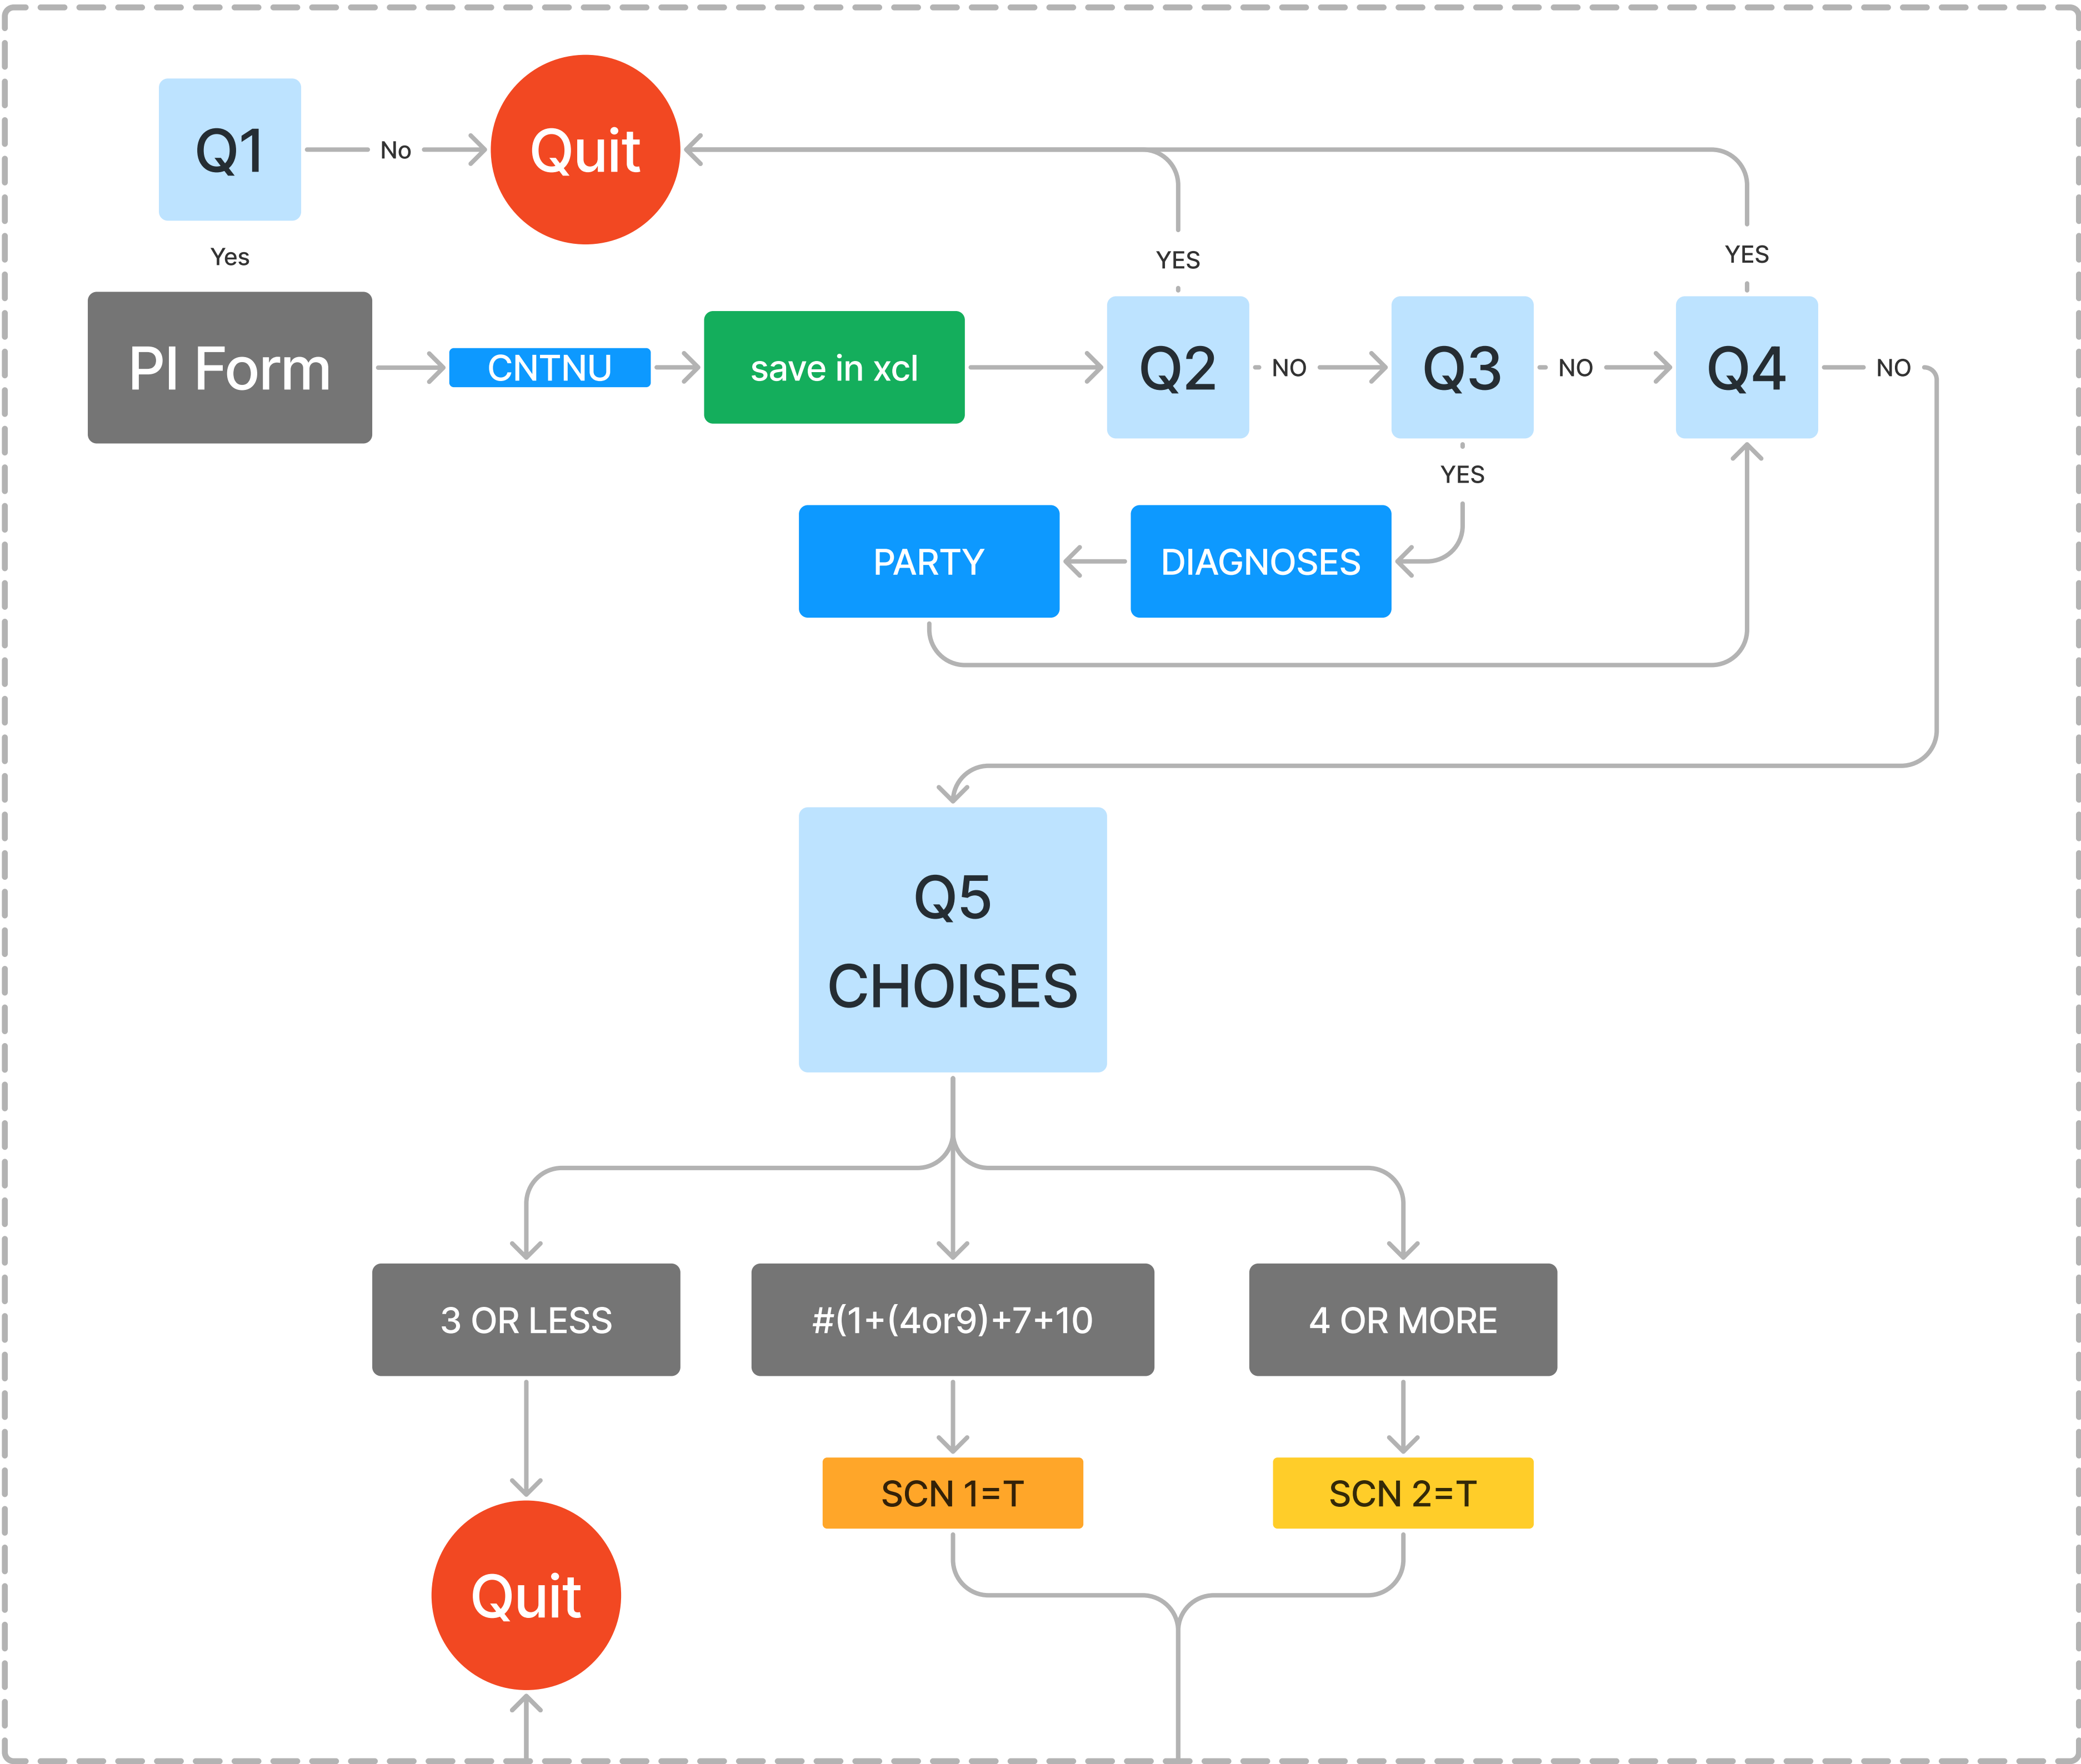 Q1
No
Quit
Yes
YES
YES
PI Form
CNTNU
save in xcl
Q2
NO
Q3
NO
Q4
NO
YES
PARTY
DIAGNOSES
Q5
CHOISES
3 OR LESS
#(1+(4or9)+7+10
4 OR MORE
SCN 1=T
SCN 2=T
Quit